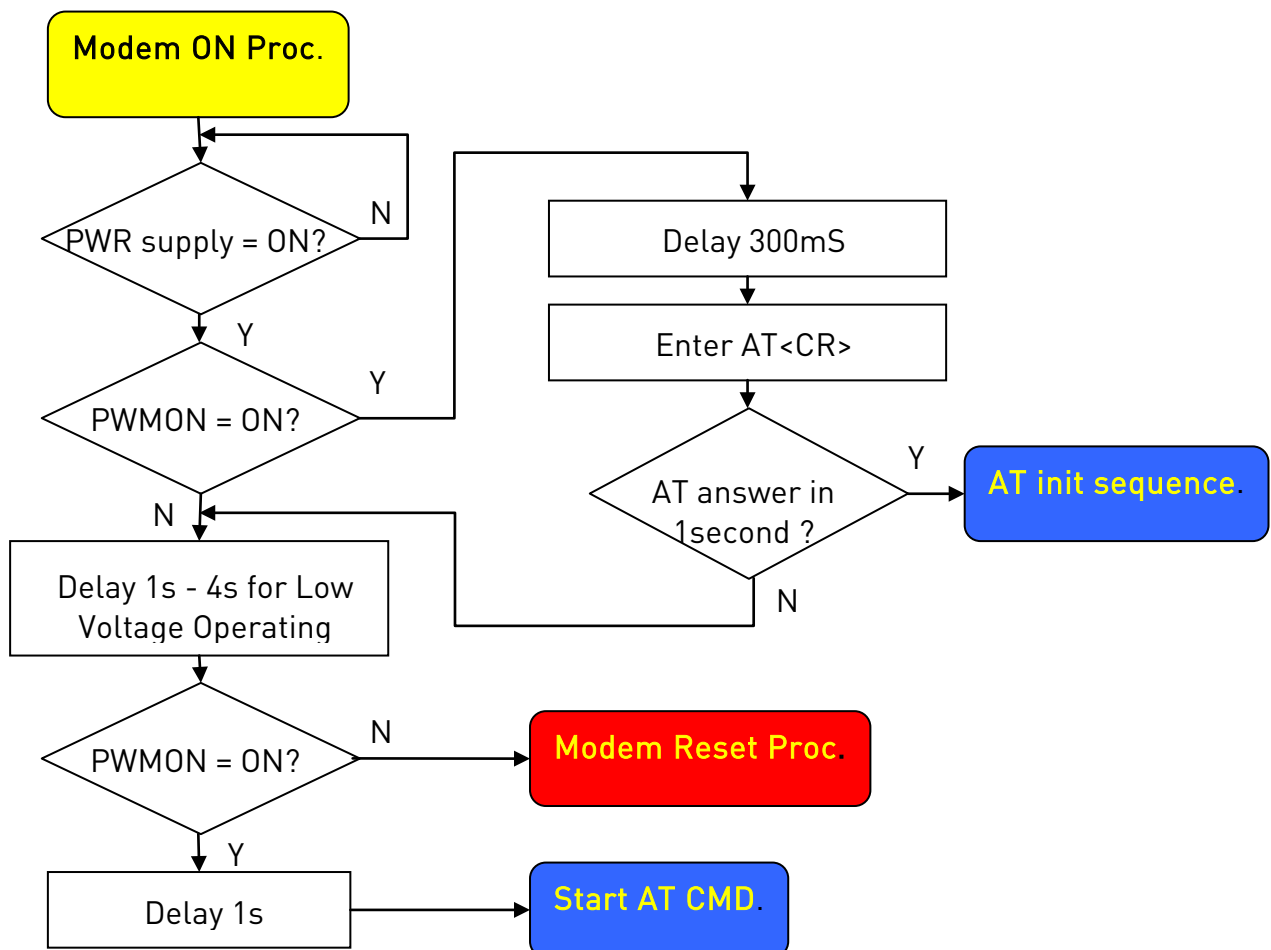 Modem ON Proc.
N
PWR supply = ON?
Y
Y
PWMON = ON?
N
Delay 300mS
Enter AT<CR>
AT answer in
1second ?
Y
AT init sequence.
N
Delay 1s - 4s for Low
Voltage Operating
PWMON = ON?
N
Modem Reset Proc.
Y
Delay 1s
Start AT CMD.